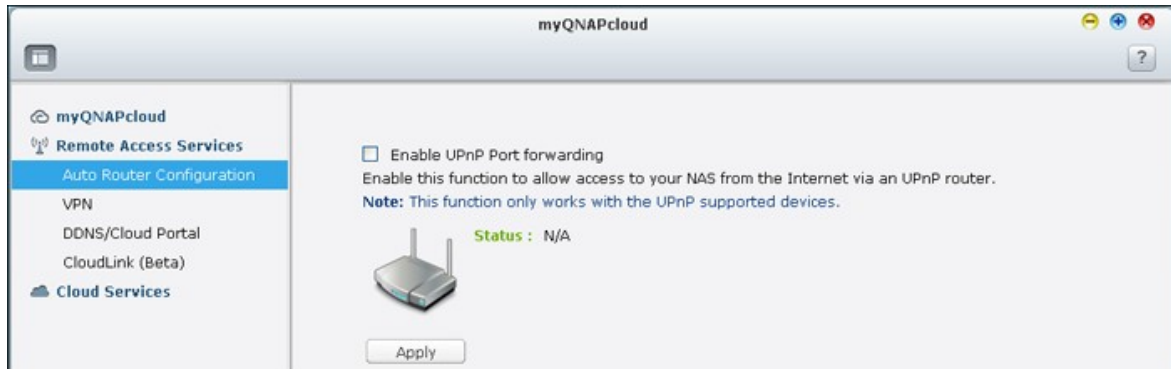 myQNAPcloud
?
myQNAPcloud
Remote Access Services
Auto Router Configuration
VPN
DDNS/Cloud Portal
CloudLink (Beta)
Cloud Services
Enable UPnP Port forwarding
Enable this function to allow access to your NAS from the Internet via an UPnP router.
Note: This function only works with the UPnP supported devices.
Status : N/A
Apply